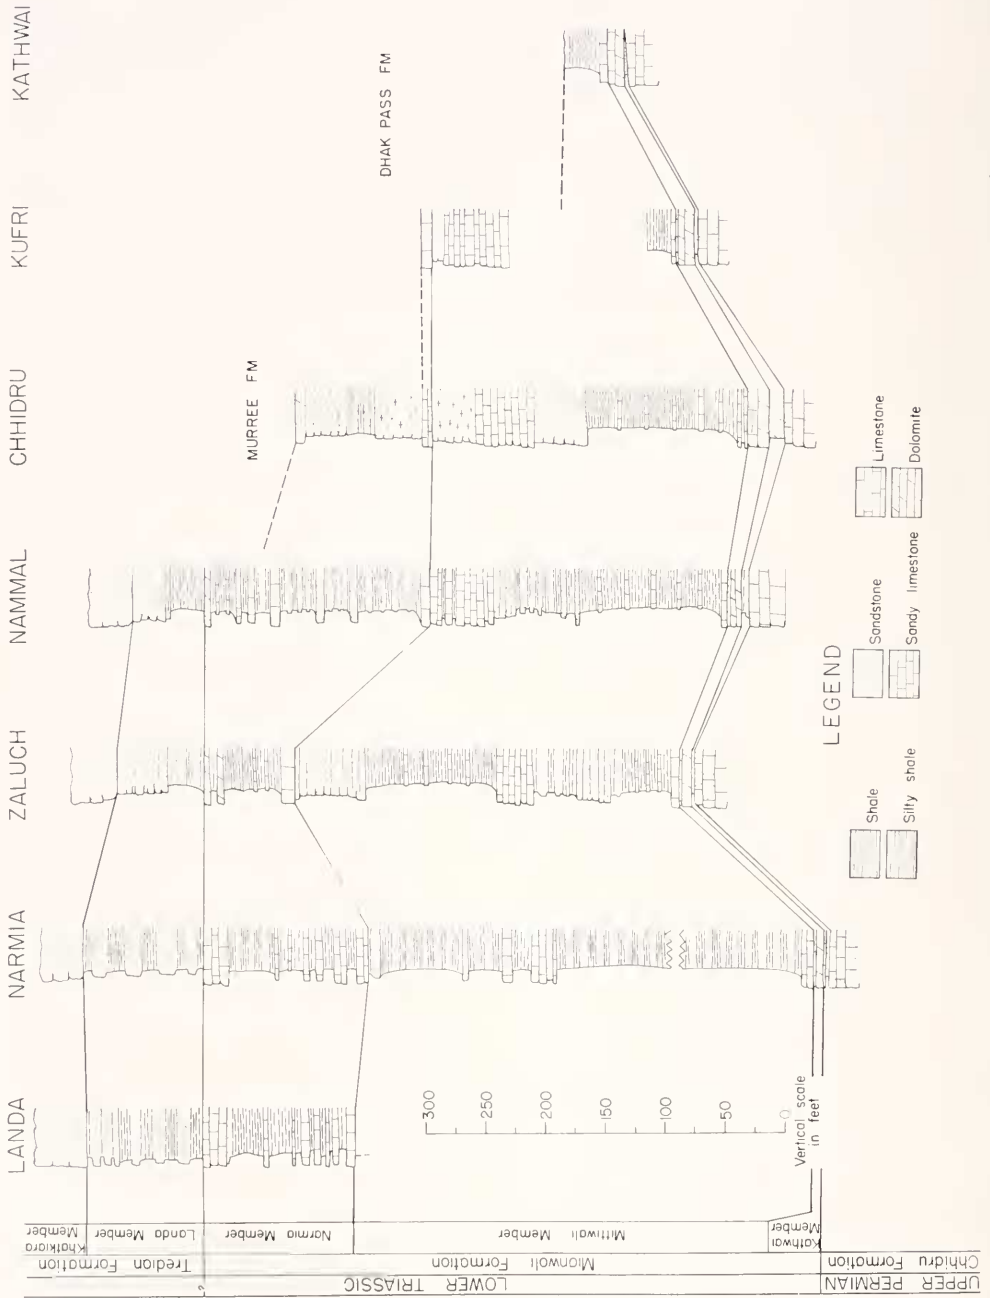 LANDA
NARMIA
ZALUCH
NAMMAL
CHHIDRU
KUFRI
KATHWAI
MURREE FM
DHAK PASS FM
Khatkiara
Member
Landa Member
Narmia Member
Mittiwali Member
Kathwai
Member
Tredian Formation
Mianwali Formation
Chhidru Formation
LOWER TRIASSIC
UPPER PERMIAN
?
300
250
200
150
100
50
0
Vertical scale
in feet
LEGEND
Shale
Sandstone
Limestone
Silty shale
Sandy limestone
Dolomite